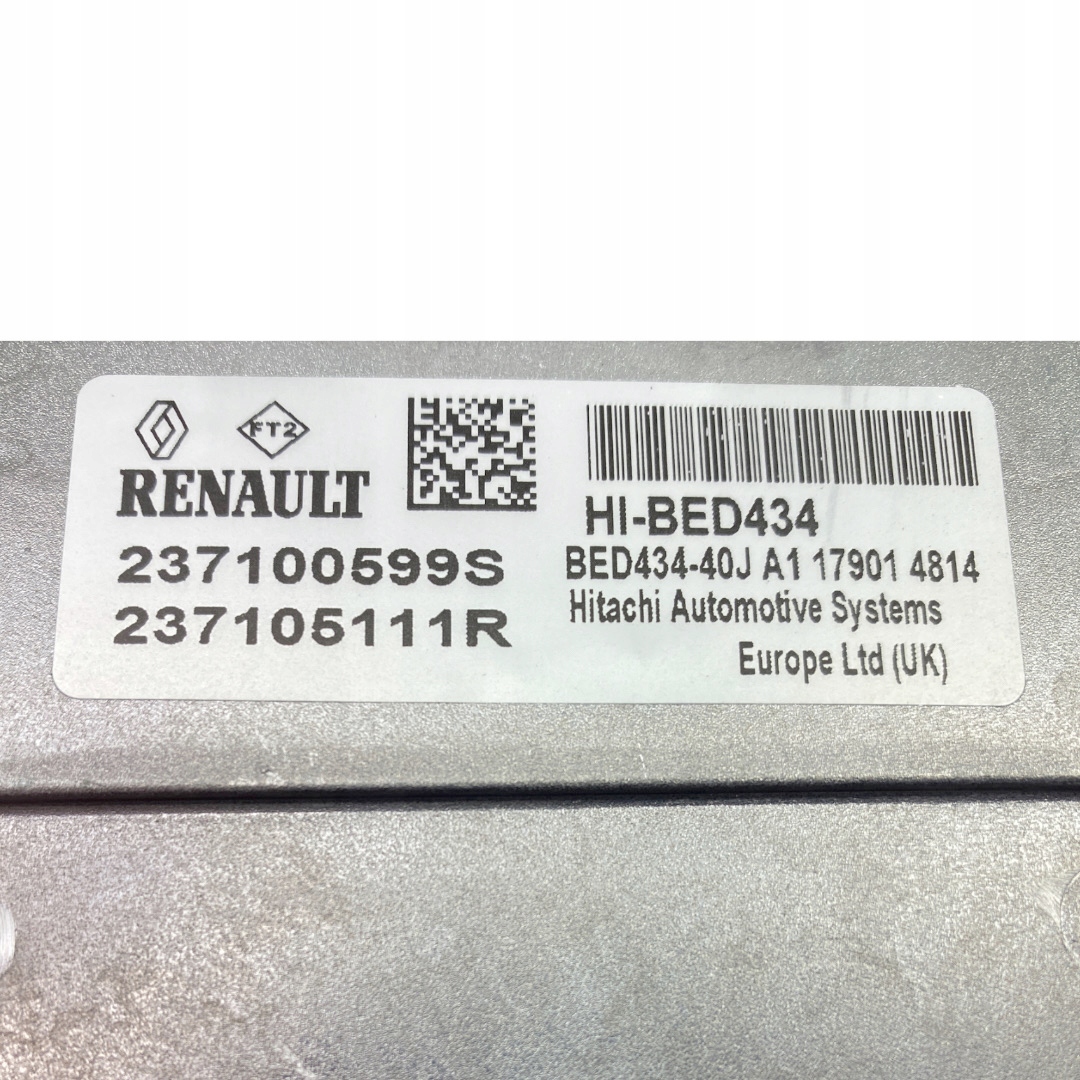 FT2
RENAULT
237100599S
237105111R
HI-BED434
BED434-40J A1 17901 4814
Hitachi Automotive Systems
Europe Ltd (UK)